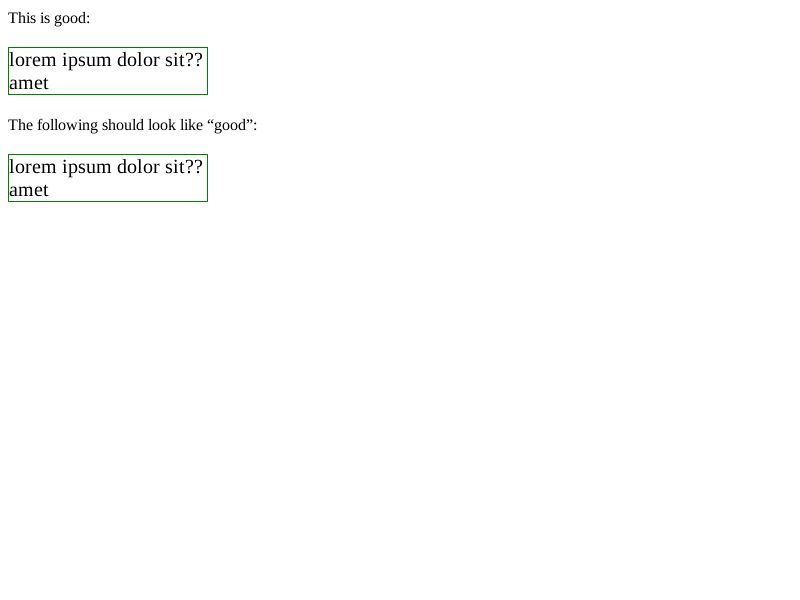 This is good:
lorem ipsum dolor sit??
amet
The following should look like “good”:
lorem ipsum dolor sit??
amet